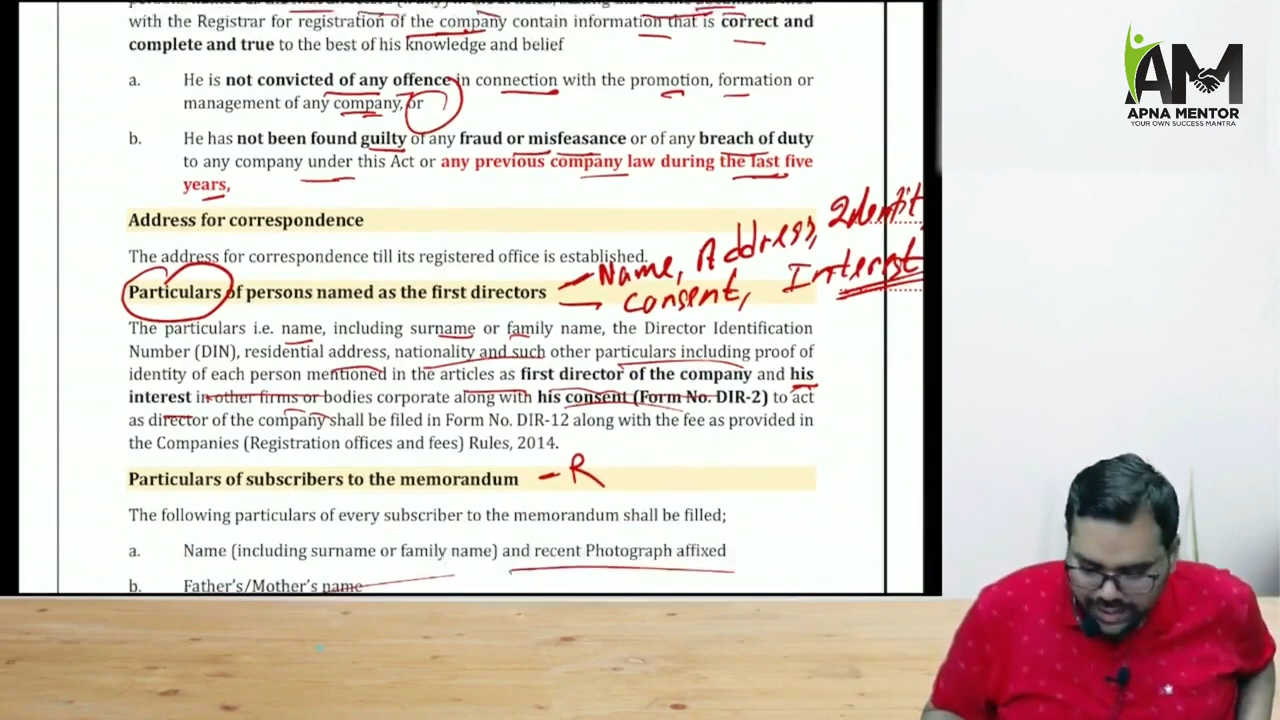 with the Registrar for registration of the company contain information that is correct and
complete and true to the best of his knowledge and belief
a. He is not convicted of any offence in connection with the promotion, formation or
management of any company, or
b. He has not been found guilty of any fraud or misfeasance or of any breach of duty
to any company under this Act or any previous company law during the last five
years,
Address for correspondence
The address for correspondence till its registered office is established.
Name, Address, Identit
Particulars of persons named as the first directors
Consent, Interest
The particulars i.e. name, including surname or family name, the Director Identification
Number (DIN), residential address, nationality and such other particulars including proof of
identity of each person mentioned in the articles as first director of the company and his
interest in other firms or bodies corporate along with his consent (Form No. DIR-2) to act
as director of the company shall be filed in Form No. DIR-12 along with the fee as provided in
the Companies (Registration offices and fees) Rules, 2014.
Particulars of subscribers to the memorandum - R
The following particulars of every subscriber to the memorandum shall be filled;
a. Name (including surname or family name) and recent Photograph affixed
b. Father's/Mother's name
AM
APNA MENTOR
YOUR OWN SUCCESS MANTRA